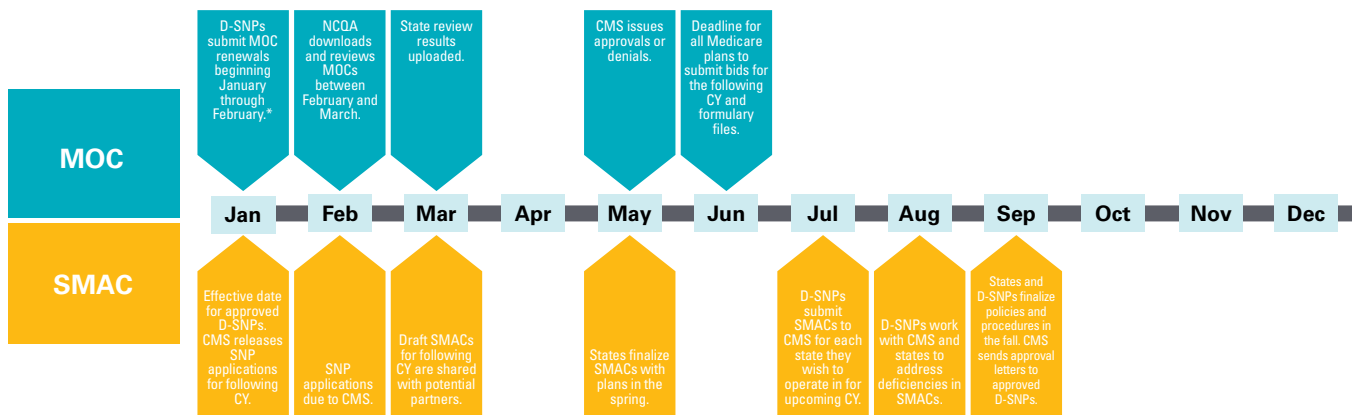 D-SNPs
submit MOC
renewals
beginning
January
through
February.*
NCQA
downloads
and reviews
MOCs
between
February and
March.
State review
results
uploaded.
CMS issues
approvals or
denials.
Deadline for
all Medicare
plans to
submit bids for
the following
CY and
formulary
files.
MOC
Jan
Feb
Mar
Apr
May
Jun
Jul
Aug
Sep
Oct
Nov
Dec
SMAC
Effective date
for approved
D-SNPs.
CMS releases
SNP
applications
for following
CY.
SNP
applications
due to CMS.
Draft SMACs
for following
CY are shared
with potential
partners.
States finalize
SMACs with
plans in the
spring.
D-SNPs
submit
SMACs to
CMS for each
state they
wish to
operate in for
upcoming CY.
D-SNPs work
with CMS and
states to
address
deficiencies in
SMACs.
States and
D-SNPs finalize
policies and
procedures in
the fall. CMS
sends approval
letters to
approved
D-SNPs.